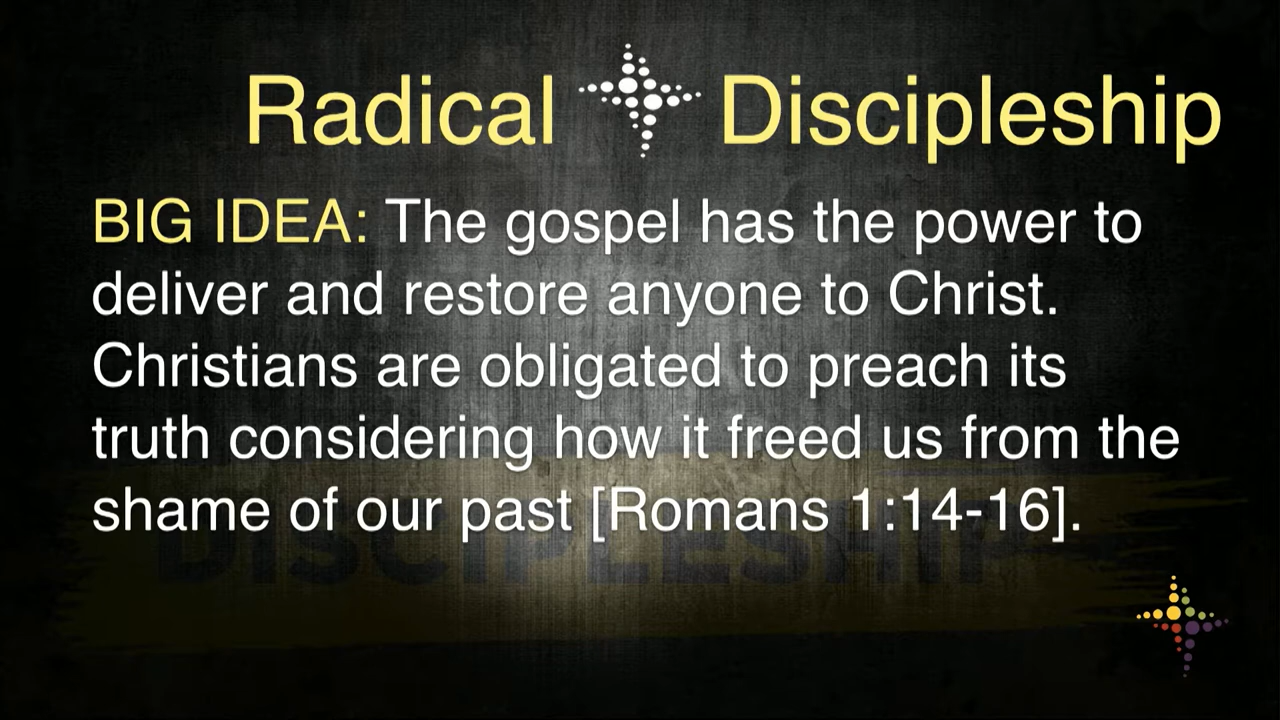 Radical Discipleship
BIG IDEA: The gospel has the power to
deliver and restore anyone to Christ.
Christians are obligated to preach its
truth considering how it freed us from the
shame of our past [Romans 1:14-16].
DISCIPLESHIP